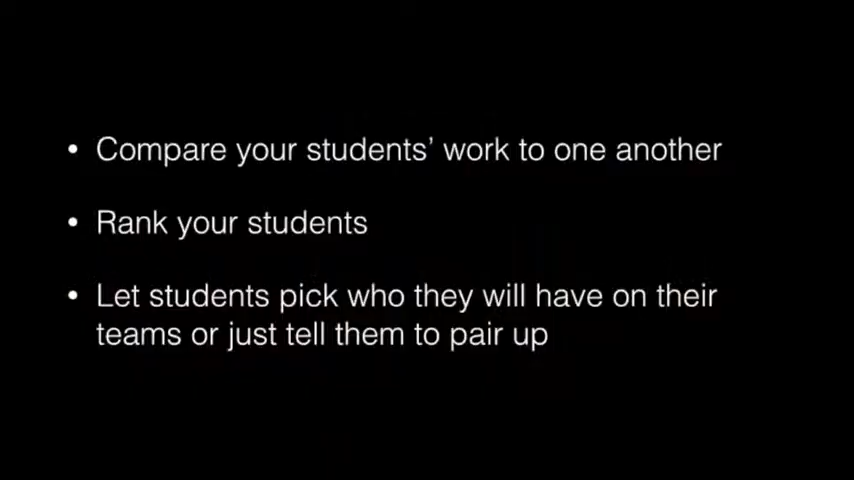 • Compare your students’ work to one another
• Rank your students
• Let students pick who they will have on their
teams or just tell them to pair up